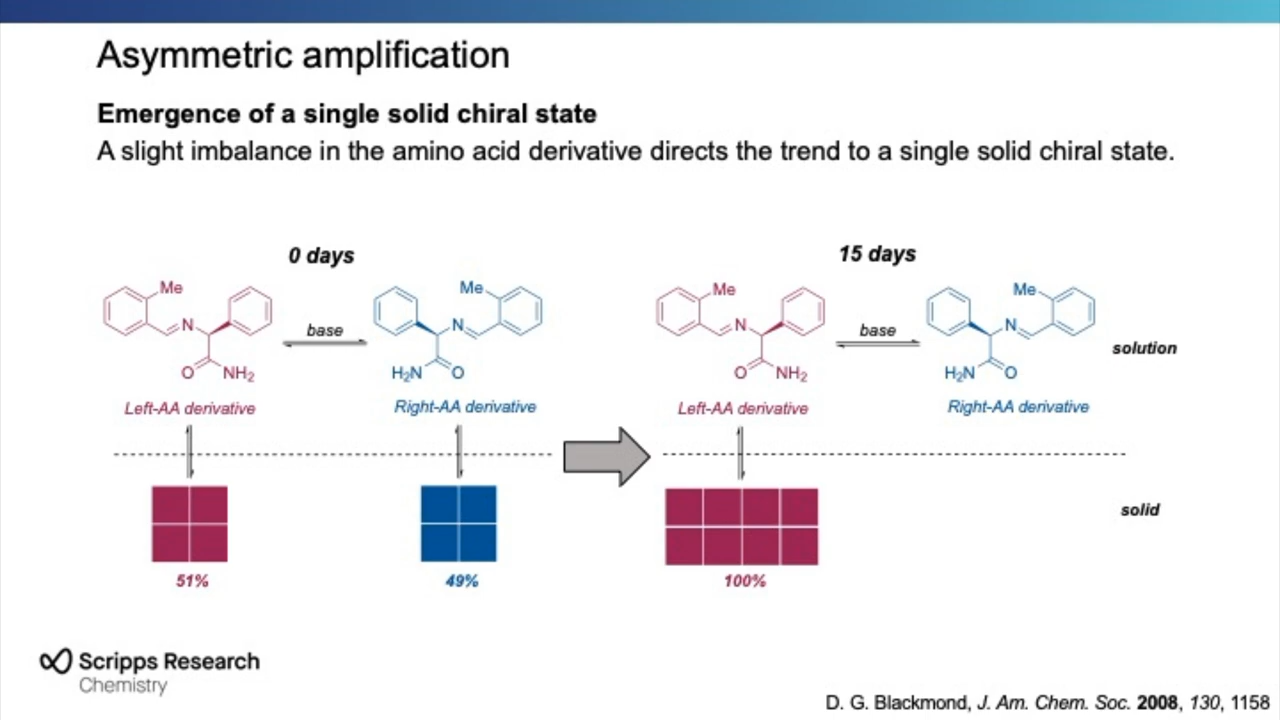 Asymmetric amplification
Emergence of a single solid chiral state
A slight imbalance in the amino acid derivative directs the trend to a single solid chiral state.
0 days
15 days
Me
N
O
NH₂
base
Me
N
H₂N
O
Me
N
O
NH₂
base
Me
N
H₂N
O
solution
Left-AA derivative
Right-AA derivative
Left-AA derivative
Right-AA derivative
solid
51%
49%
100%
Scripps Research
Chemistry
D. G. Blackmond, J. Am. Chem. Soc. 2008, 130, 1158